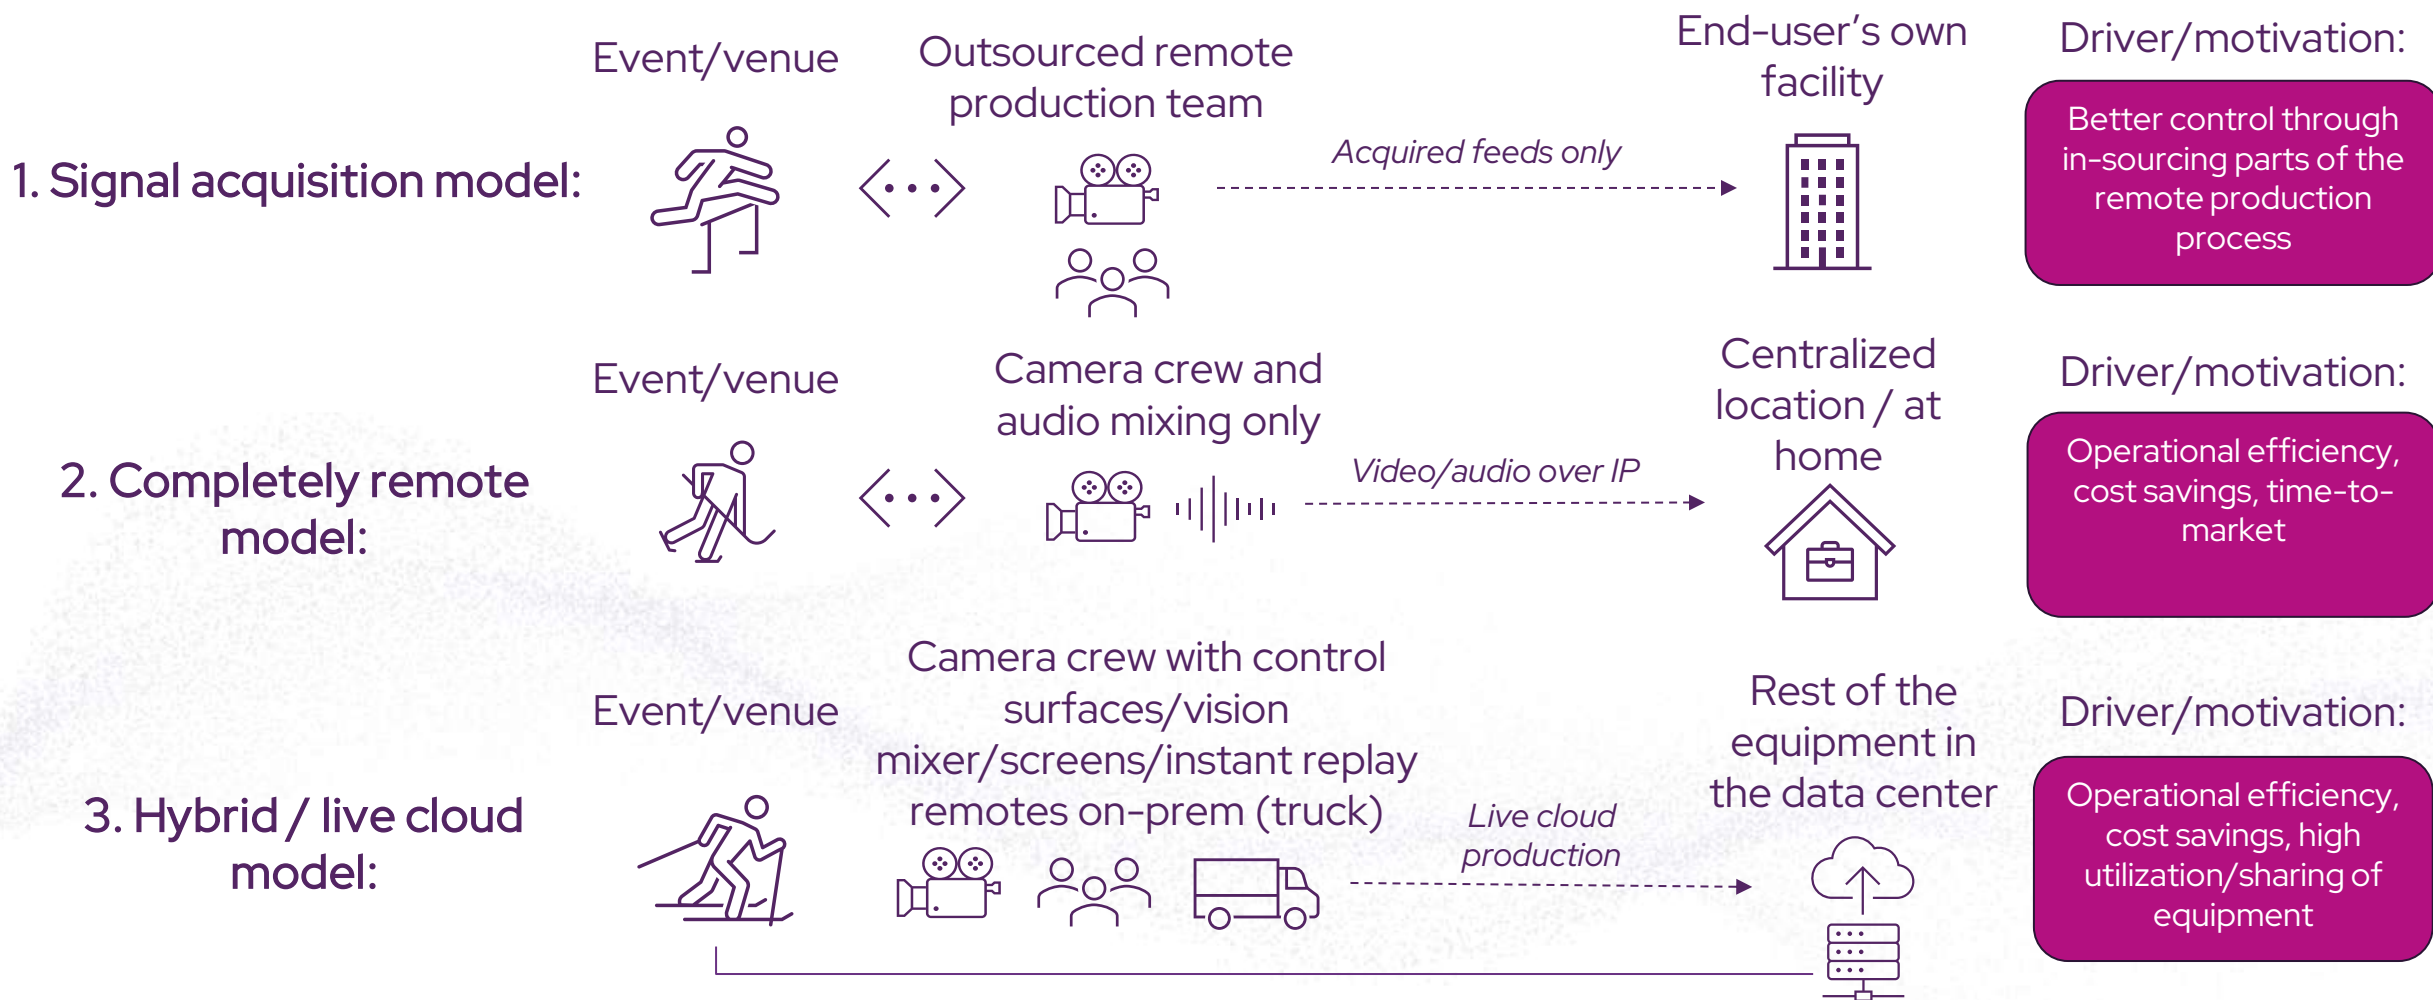 1. Signal acquisition model:
Event/venue
Outsourced remote
production team
Acquired feeds only
End-user's own
facility
Driver/motivation:
Better control through
in-sourcing parts of the
remote production
process
2. Completely remote
model:
Event/venue
Camera crew and
audio mixing only
Video/audio over IP
Centralized
location / at
home
Driver/motivation:
Operational efficiency,
cost savings, time-to-
market
3. Hybrid / live cloud
model:
Event/venue
Camera crew with control
surfaces/vision
mixer/screens/instant replay
remotes on-prem (truck)
Live cloud
production
Rest of the
equipment in
the data center
Driver/motivation:
Operational efficiency,
cost savings, high
utilization/sharing of
equipment